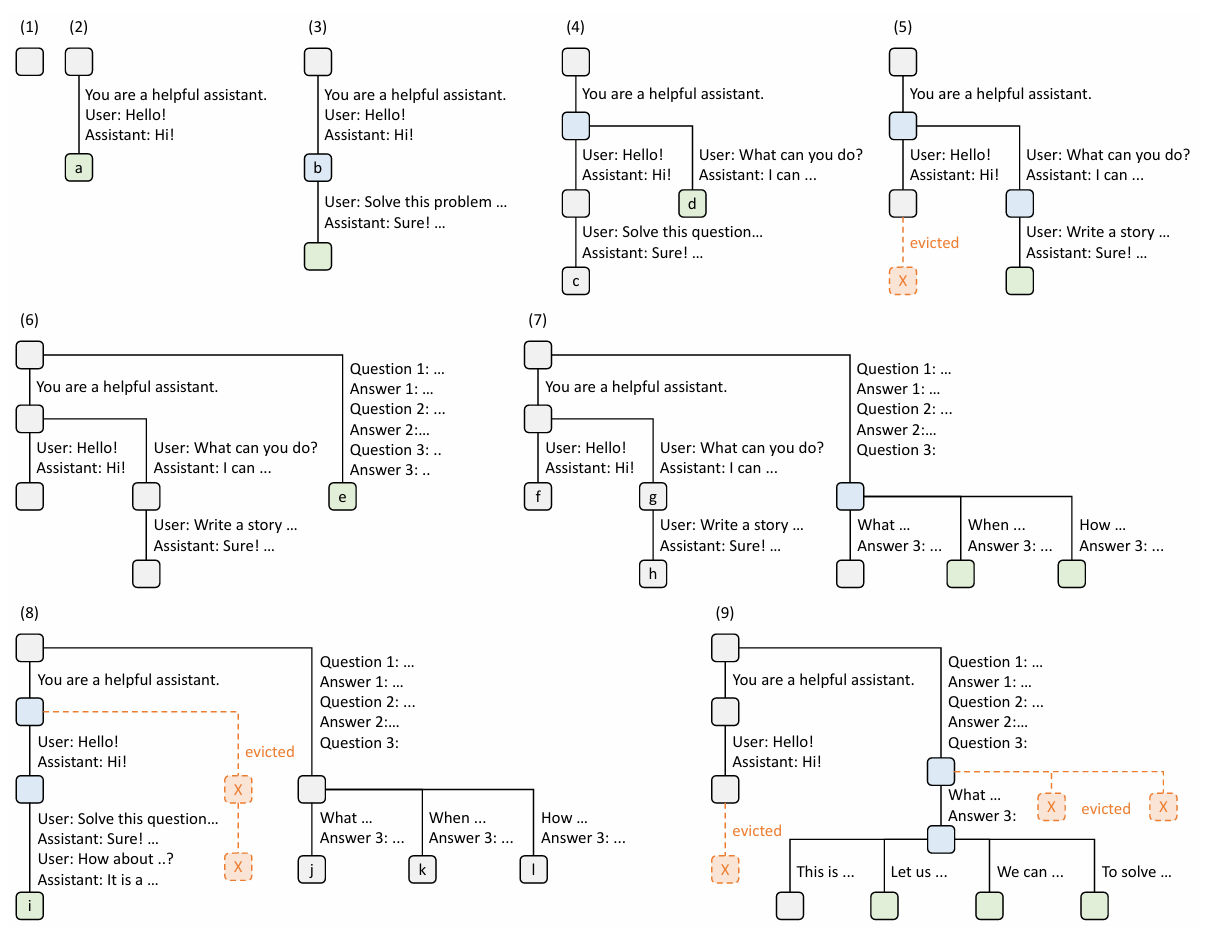 (1)
(2)
You are a helpful assistant.
User: Hello!
Assistant: Hi!
a
(3)
You are a helpful assistant.
User: Hello!
Assistant: Hi!
b
User: Solve this problem ...
Assistant: Sure! ...
(4)
You are a helpful assistant.
User: Hello!
Assistant: Hi!
User: What can you do?
Assistant: I can ...
d
User: Solve this question...
Assistant: Sure! ...
c
(5)
You are a helpful assistant.
User: Hello!
Assistant: Hi!
User: What can you do?
Assistant: I can ...
evicted
X
User: Write a story ...
Assistant: Sure! ...
(6)
You are a helpful assistant.
User: Hello!
Assistant: Hi!
User: What can you do?
Assistant: I can ...
User: Write a story ...
Assistant: Sure! ...
Question 1: ...
Answer 1: ...
Question 2: ...
Answer 2:...
Question 3: ..
Answer 3: ..
e
(7)
You are a helpful assistant.
User: Hello!
Assistant: Hi!
f
User: What can you do?
Assistant: I can ...
g
User: Write a story ...
Assistant: Sure! ...
h
Question 1: ...
Answer 1: ...
Question 2: ...
Answer 2:...
Question 3:
What ...
Answer 3: ...
When ...
Answer 3: ...
How ...
Answer 3: ...
(8)
You are a helpful assistant.
User: Hello!
Assistant: Hi!
evicted
X
X
User: Solve this question...
Assistant: Sure! ...
User: How about ..?
Assistant: It is a ...
i
Question 1: ...
Answer 1: ...
Question 2: ...
Answer 2:...
Question 3:
What ...
Answer 3: ...
j
When ...
Answer 3: ...
k
How ...
Answer 3: ...
l
(9)
You are a helpful assistant.
User: Hello!
Assistant: Hi!
evicted
X
Question 1: ...
Answer 1: ...
Question 2: ...
Answer 2:...
Question 3:
What ...
Answer 3:
X
evicted
X
This is ...
Let us ...
We can ...
To solve ...